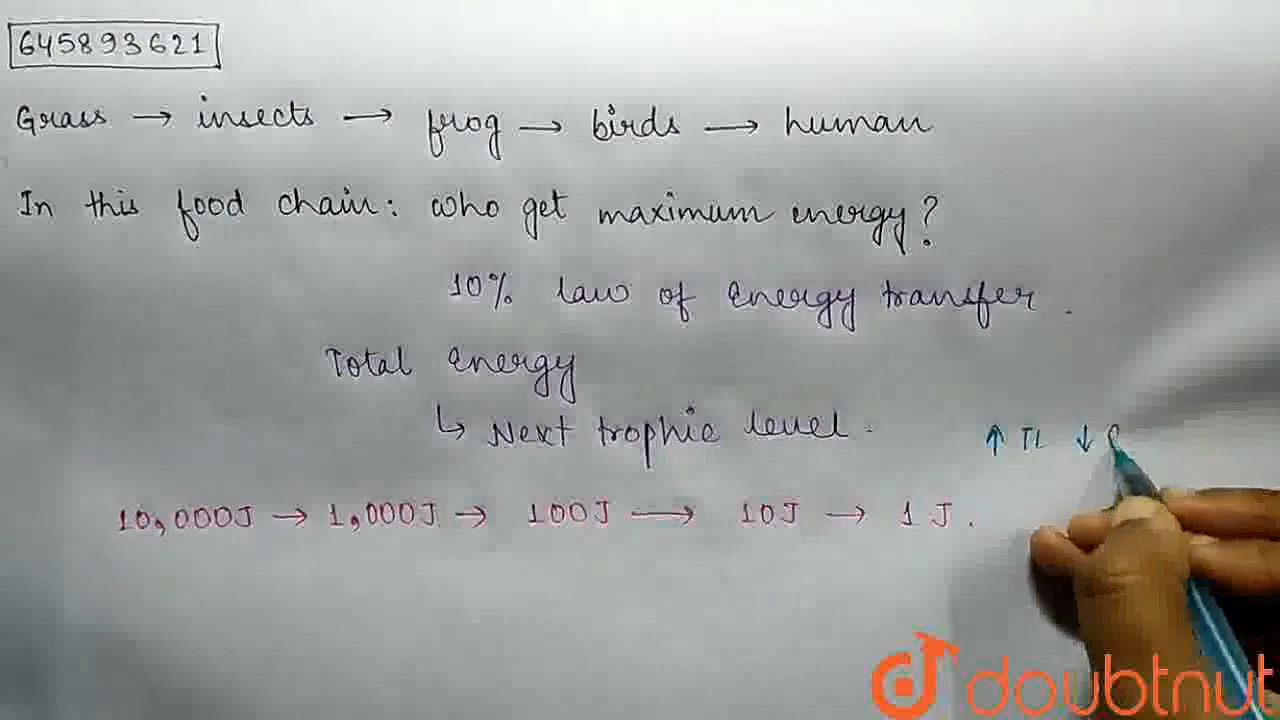 645893621
Grass → insects → frog → birds → human
In this food chain: who get maximum energy?
10% law of energy transfer.
Total energy
↳ Next trophic level.
↑ TL ↓
10,000J → 1,000J → 100J → 10J → 1 J.
doubtnut